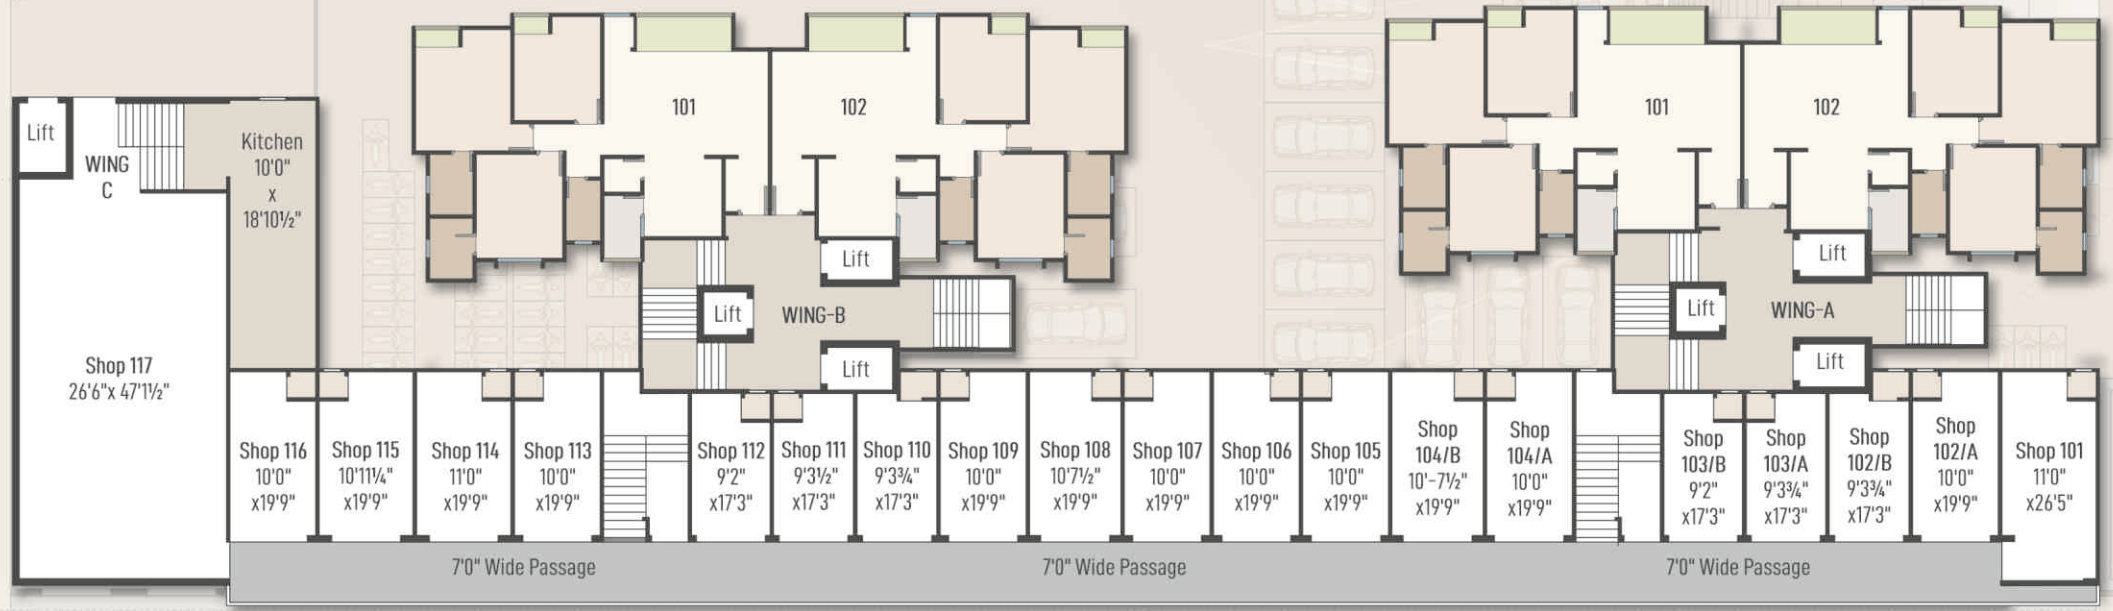 Lift
WING
C
Kitchen
10'0"
x
18'10½"
Shop 117
26'6"x 47'1½"
101
102
Lift
Lift
WING-B
Lift
101
102
Lift
Lift
WING-A
Lift
Shop 116
10'0"
x19'9"
Shop 115
10'11¼"
x19'9"
Shop 114
11'0"
x19'9"
Shop 113
10'0"
x19'9"
Shop 112
9'2"
x17'3"
Shop 111
9'3½"
x17'3"
Shop 110
9'3¾"
x17'3"
Shop 109
10'0"
x19'9"
Shop 108
10'7½"
x19'9"
Shop 107
10'0"
x19'9"
Shop 106
10'0"
x19'9"
Shop 105
10'0"
x19'9"
Shop
104/B
10'-7½"
x19'9"
Shop
104/A
10'0"
x19'9"
Shop
103/B
9'2"
x17'3"
Shop
103/A
9'3¾"
x17'3"
Shop
102/B
9'3¾"
x17'3"
Shop
102/A
10'0"
x19'9"
Shop 101
11'0"
x26'5"
7'0" Wide Passage
7'0" Wide Passage
7'0" Wide Passage